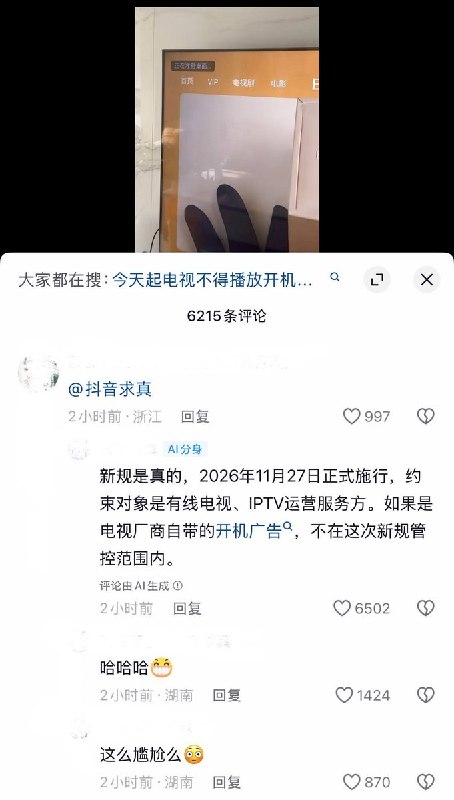 正在投屏桌面...
首页 VIP 电视剧 电影
大家都在搜：今天起电视不得播放开机...
6215条评论
@抖音求真
2小时前·浙江 回复 997
AI分身
新规是真的，2026年11月27日正式施行，约
束对象是有线电视、IPTV运营服务方。如果是
电视厂商自带的开机广告，不在这次新规管
控范围内。
评论由AI生成
2小时前 回复 6502
哈哈哈😁
2小时前·湖南 回复 1424
这么尴尬么😳
2小时前·湖南 回复 870